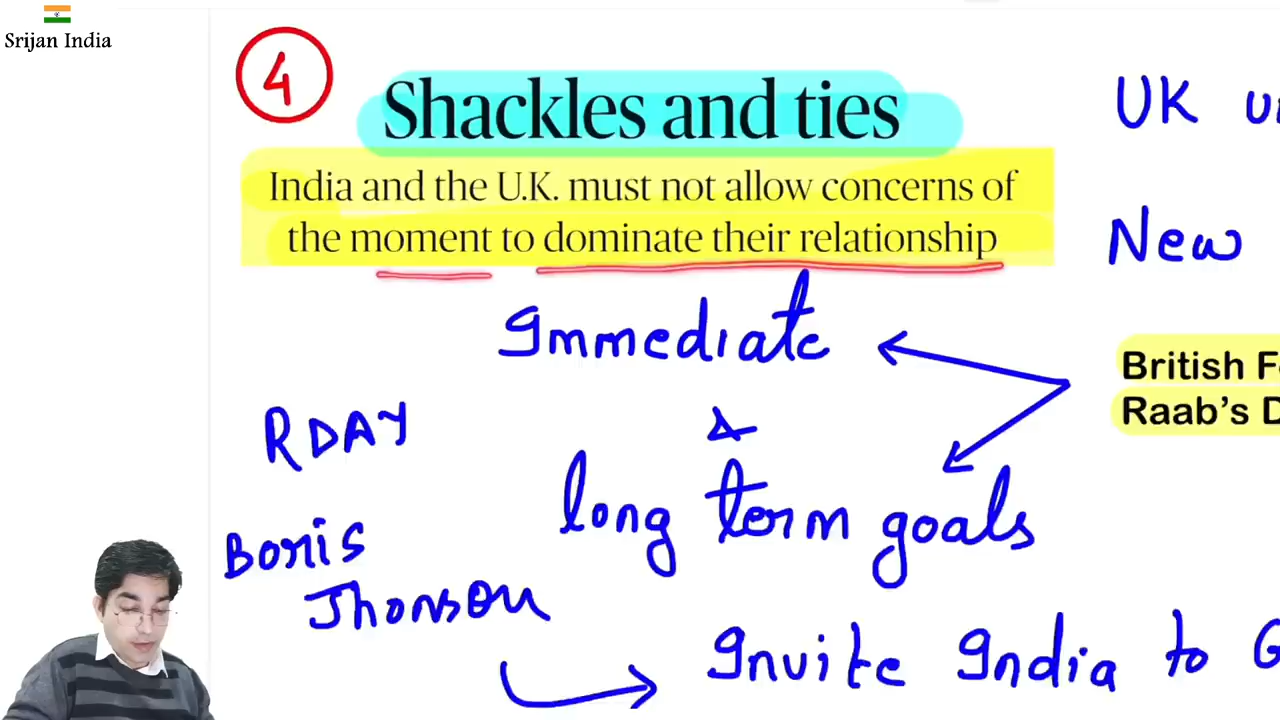 Srijan India
4
Shackles and ties
India and the U.K. must not allow concerns of
the moment to dominate their relationship
Immediate
&
long term goals
RDAY
Boris
Jhonson
Invite India to G
UK
New
British F
Raab's D